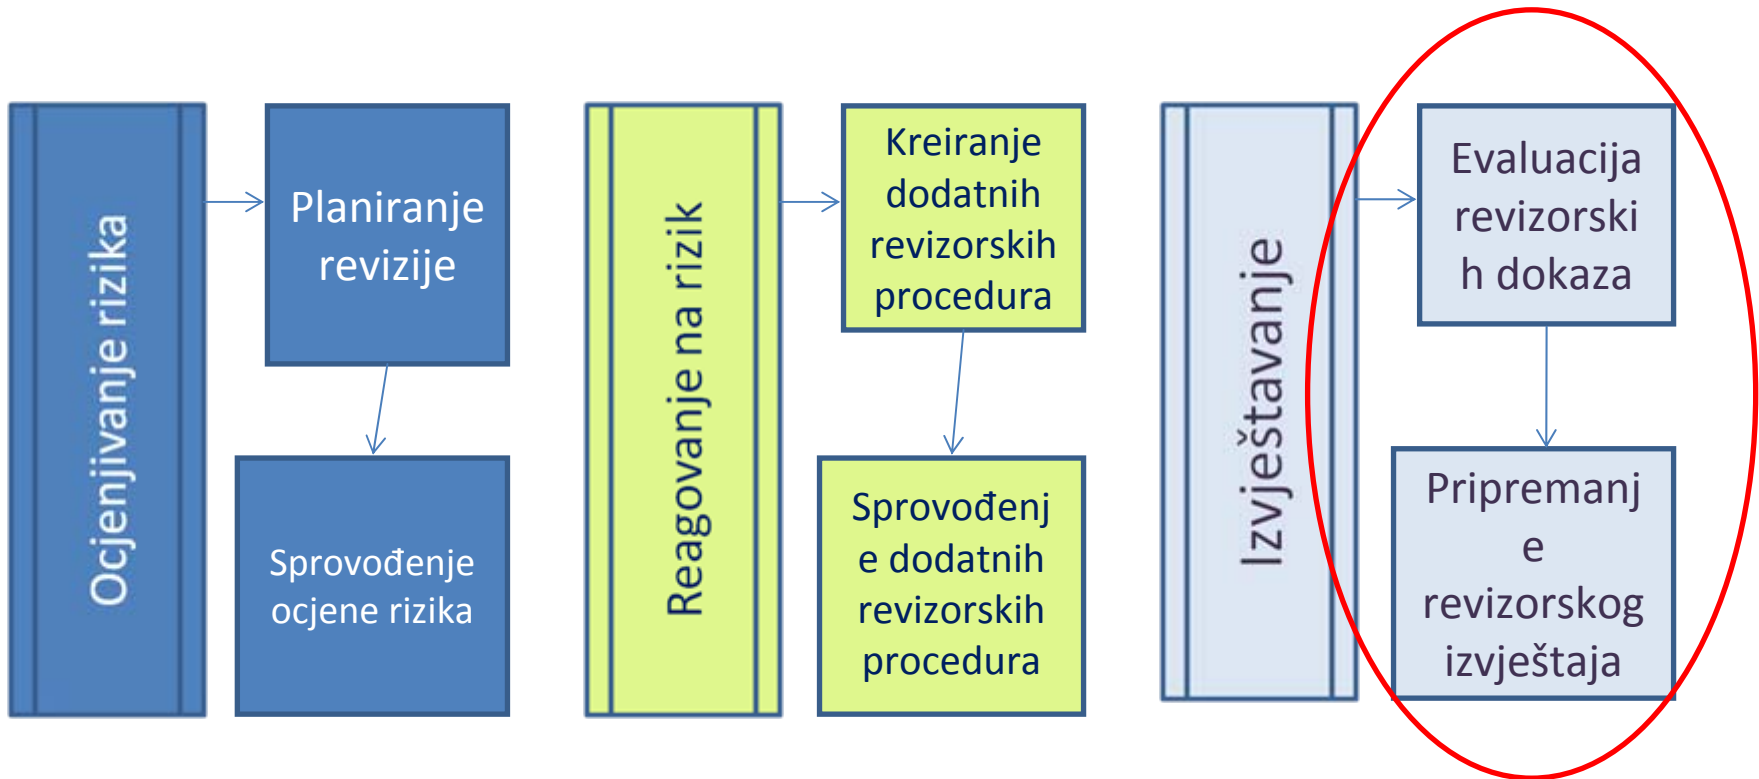 Ocjenjivanje rizika
Planiranje
revizije
Sprovođenje
ocjene rizika
Reagovanje na rizik
Kreiranje
dodatnih
revizorskih
procedura
Sprovođenj
e dodatnih
revizorskih
procedura
Izvještavanje
Evaluacija
revizorski
h dokaza
Pripremanj
e
revizorskog
izvještaja